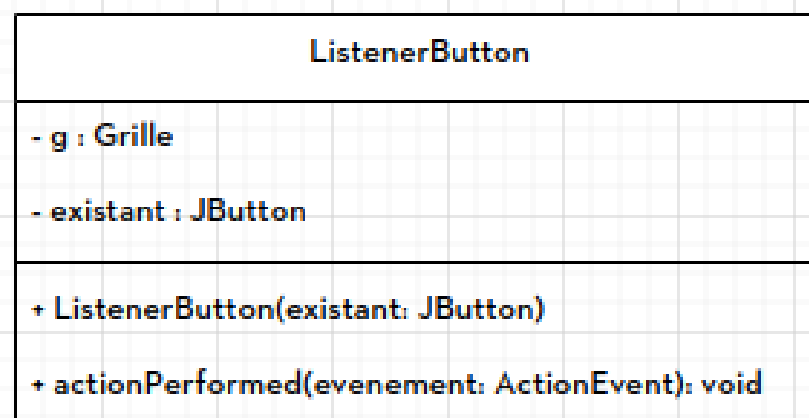 ListenerButton
- g : Grille
- existant : JButton
+ ListenerButton(existant: JButton)
+ actionPerformed(evenement: ActionEvent): void